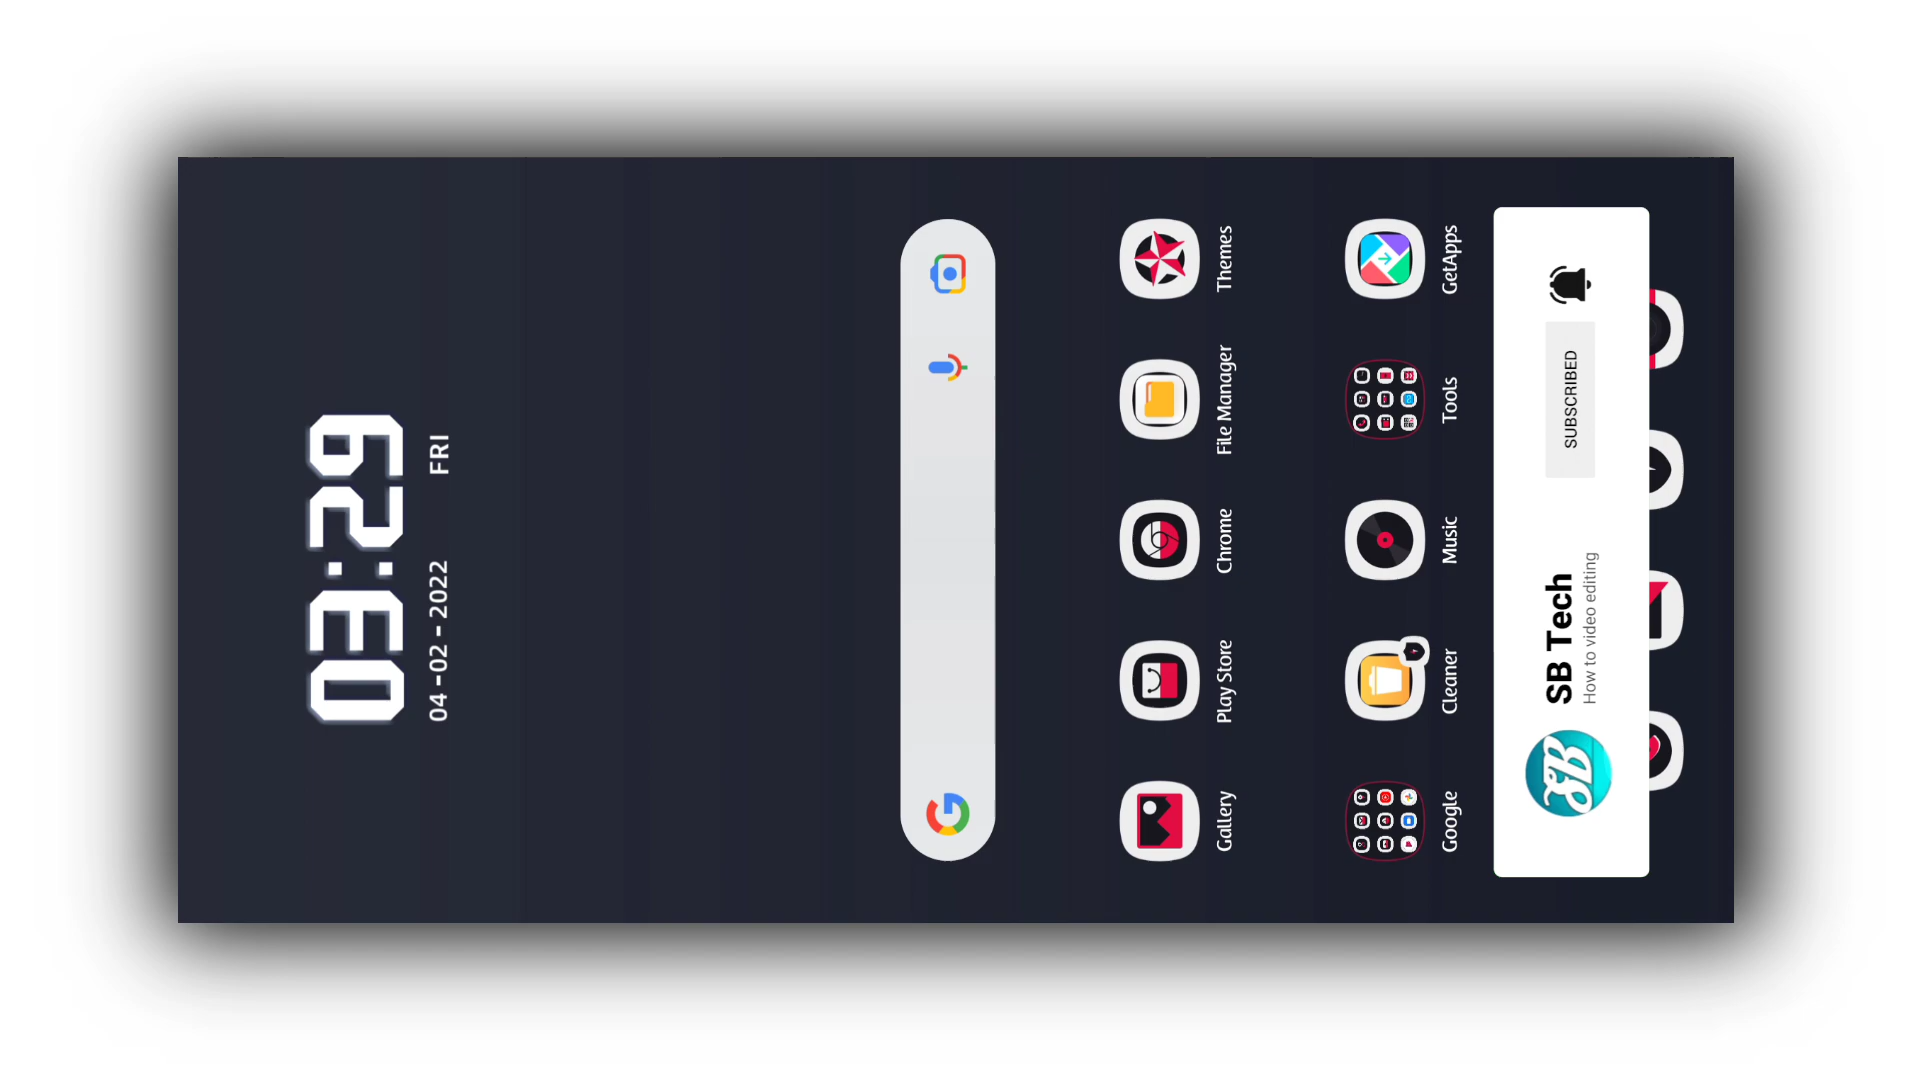 03:29
04 -02 - 2022 FRI
Gallery Play Store Chrome File Manager Themes
Google Cleaner Music Tools GetApps
SB Tech
How to video editing
SUBSCRIBED